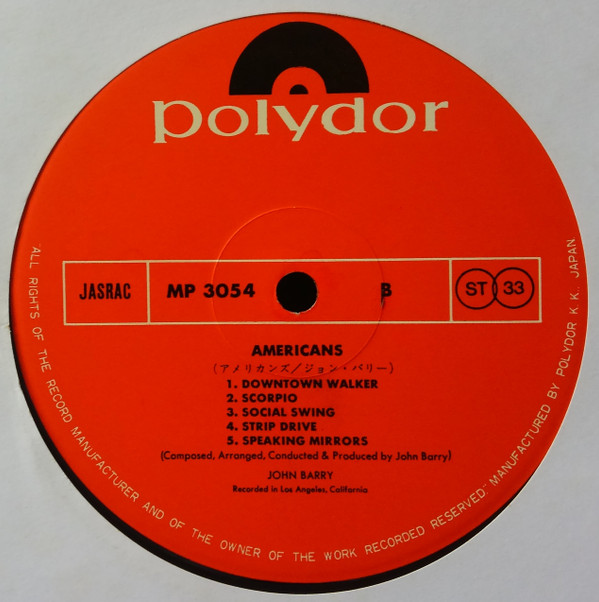 polydor
JASRAC MP 3054 B ST 33
AMERICANS
(アメリカンズ/ジョン・バリー)
1. DOWNTOWN WALKER
2. SCORPIO
3. SOCIAL SWING
4. STRIP DRIVE
5. SPEAKING MIRRORS
(Composed, Arranged, Conducted & Produced by John Barry)
JOHN BARRY
Recorded in Los Angeles, California
"ALL RIGHTS OF THE RECORD MANUFACTURER AND OF THE OWNER OF THE WORK RECORDED RESERVED." MANUFACTURED BY POLYDOR K.K., JAPAN